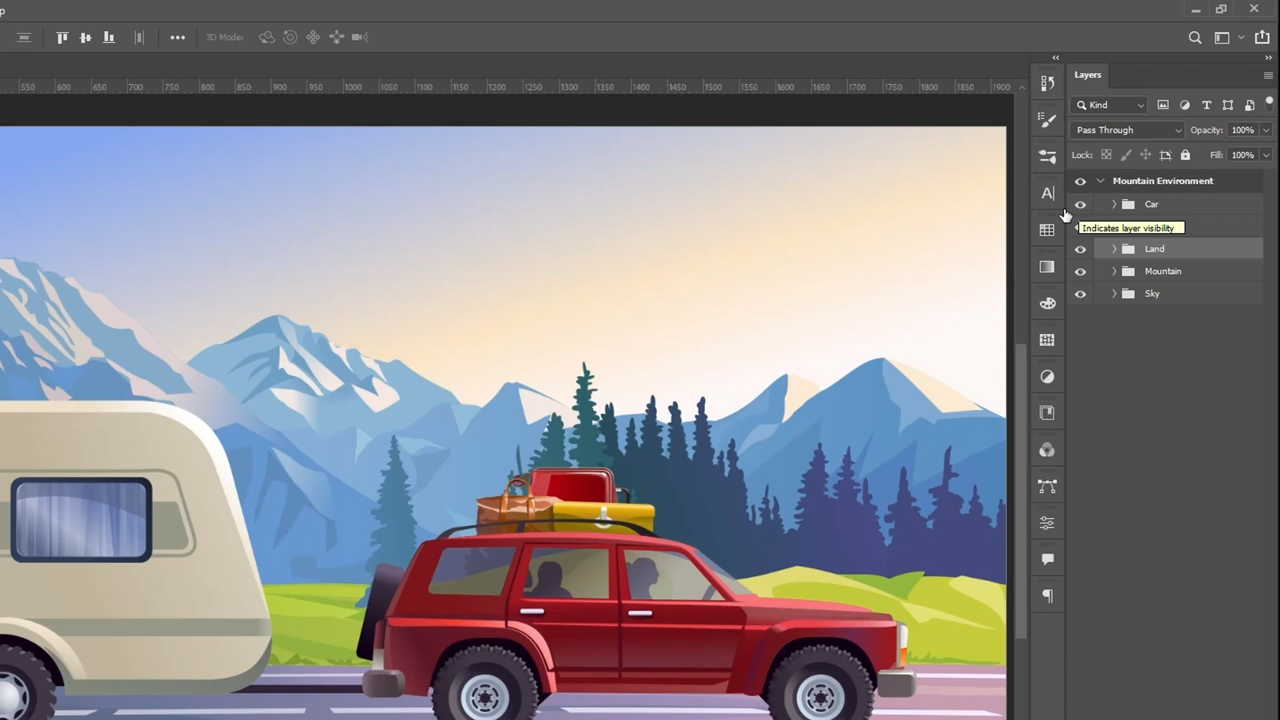 p
3D Mode:
550 600 650 700 750 800 850 900 950 1000 1050 1100 1150 1200 1250 1300 1350 1400 1450 1500 1550 1600 1650 1700 1750 1800 1850 1900
Layers
Kind
Pass Through Opacity: 100%
Lock: Fill: 100%
Mountain Environment
Car
Indicates layer visibility
Land
Mountain
Sky